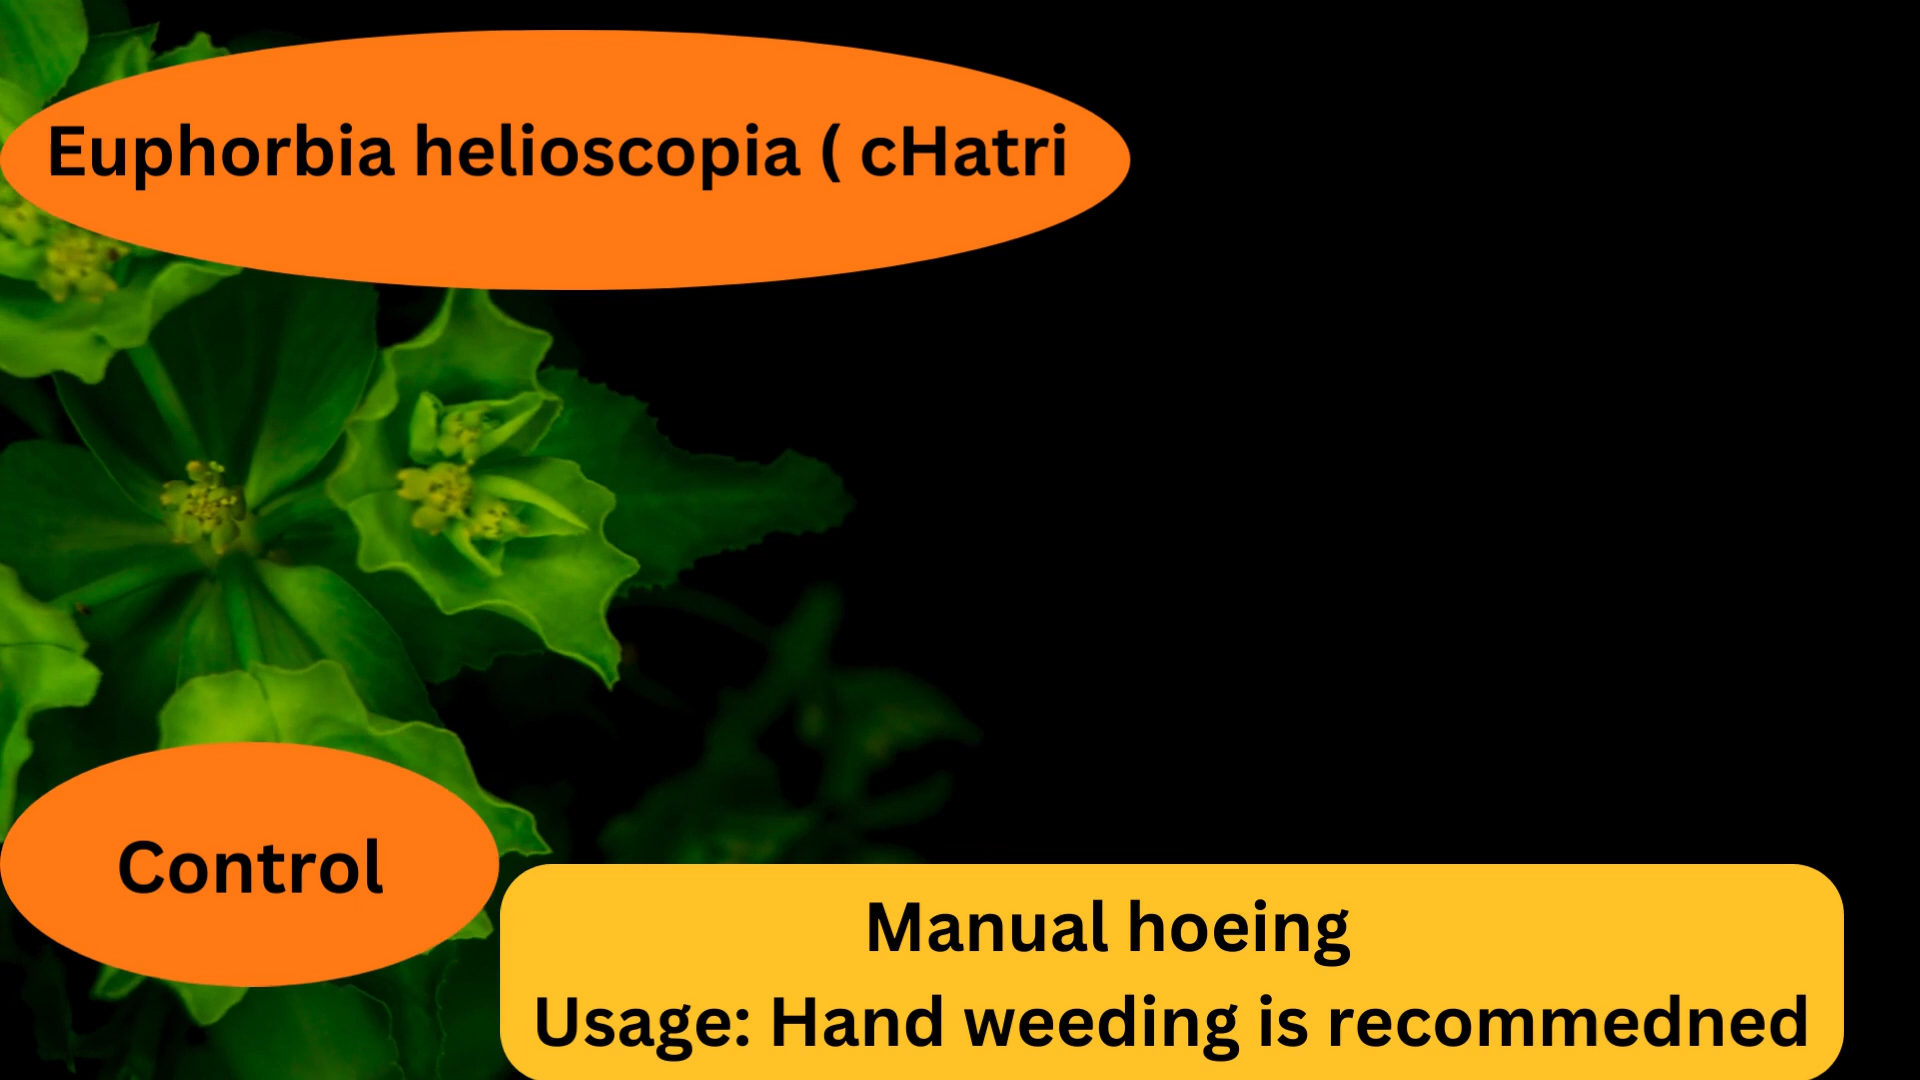 Euphorbia helioscopia ( cHatri
Control
Manual hoeing
Usage: Hand weeding is recommedned